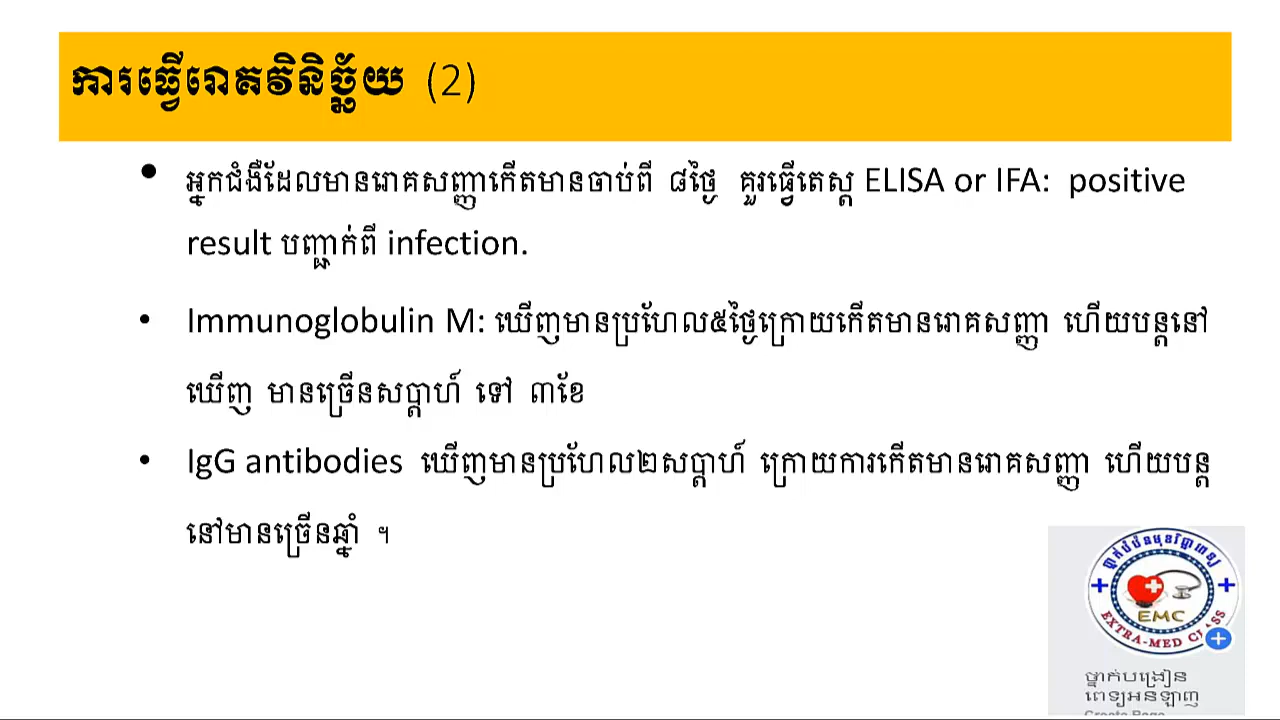 ការធ្វើរោគវិនិច្ឆ័យ (2)
• អ្នកជំងឺដែលមានរោគសញ្ញាកើតមានចាប់ពី ៨ថ្ងៃ គួរធ្វើតេស្ត ELISA or IFA: positive
result បញ្ជាក់ពី infection.
• Immunoglobulin M: ឃើញមានប្រហែល៥ថ្ងៃក្រោយកើតមានរោគសញ្ញា ហើយបន្តនៅ
ឃើញ មានច្រើនសប្តាហ៍ ទៅ ៣ខែ
• IgG antibodies ឃើញមានប្រហែល២សប្តាហ៍ ក្រោយការកើតមានរោគសញ្ញា ហើយបន្ត
នៅមានច្រើនឆ្នាំ ។
EMC
EXTRA-MED CLASS
ថ្នាក់បង្រៀន
ពេទ្យអនឡាញ
Create Page